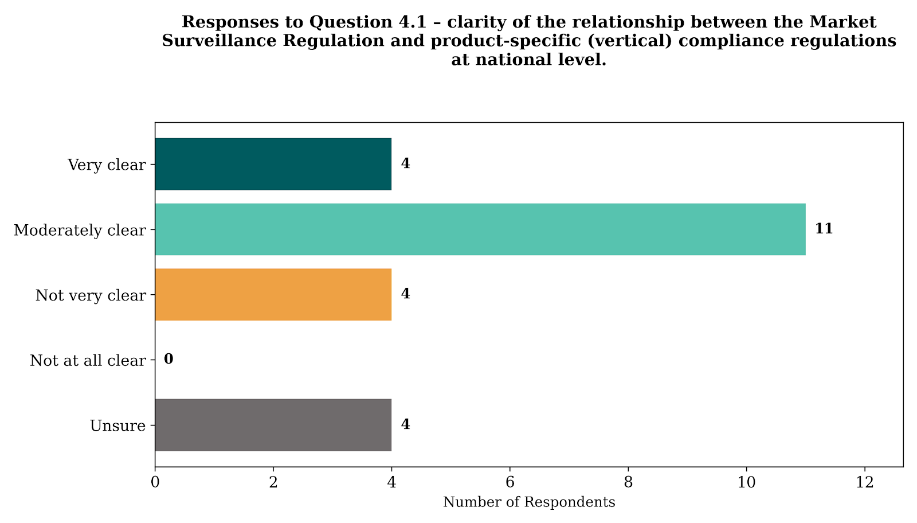 Responses to Question 4.1 – clarity of the relationship between the Market
Surveillance Regulation and product-specific (vertical) compliance regulations
at national level.
Very clear
4
Moderately clear
11
Not very clear
4
Not at all clear
0
Unsure
4
0 2 4 6 8 10 12
Number of Respondents